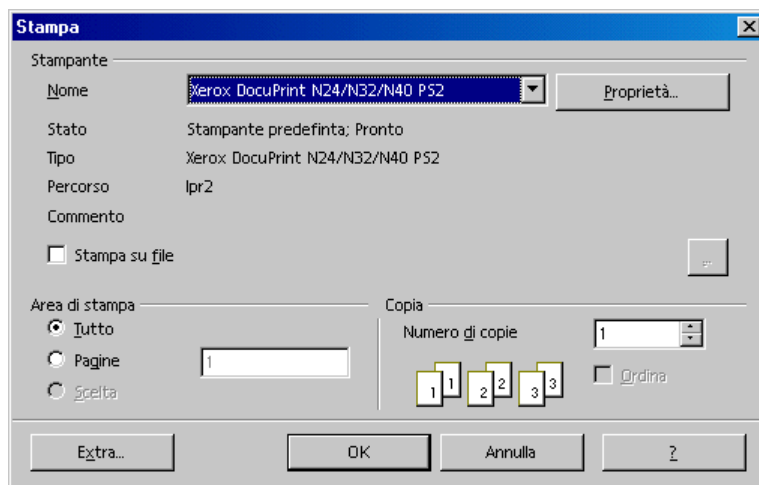 Stampa
Stampante
Nome Xerox DocuPrint N24/N32/N40 PS2 Proprietà...
Stato Stampante predefinta; Pronto
Tipo Xerox DocuPrint N24/N32/N40 PS2
Percorso lpr2
Commento
Stampa su file ...
Area di stampa Copia
Tutto Numero di copie 1
Pagine 1 Ordina
Scelta 1 1 2 2 3 3
Extra... OK Annulla ?